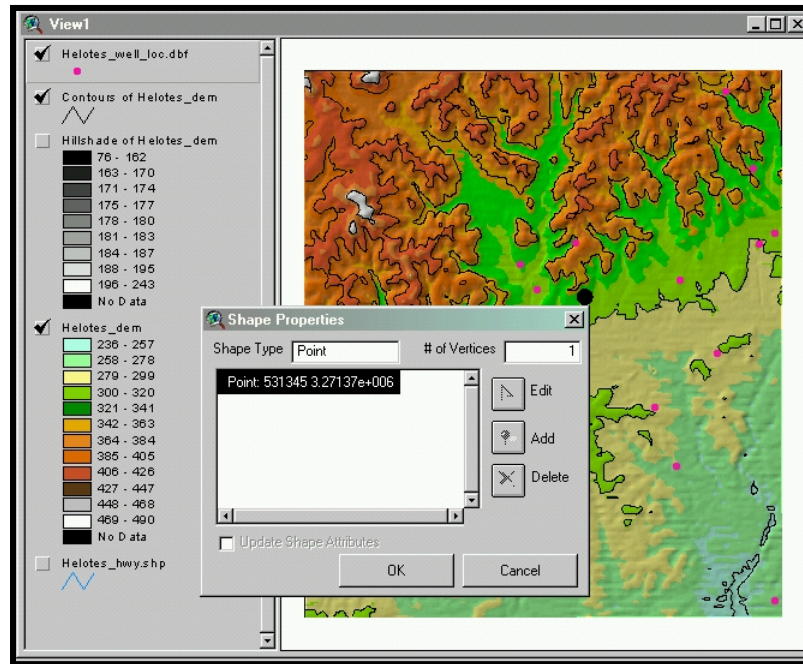 View1
Helotes_well_loc.dbf
Contours of Helotes_dem
Hillshade of Helotes_dem
76 - 162
163 - 170
171 - 174
175 - 177
178 - 180
181 - 183
184 - 187
188 - 195
196 - 243
No Data
Helotes_dem
236 - 257
258 - 278
279 - 299
300 - 320
321 - 341
342 - 363
364 - 384
385 - 405
406 - 426
427 - 447
448 - 468
469 - 490
No Data
Helotes_hwy.shp
Shape Properties
Shape Type Point # of Vertices 1
Point: 531345 3.27137e+006
Edit
Add
Delete
Update Shape Attributes
OK Cancel